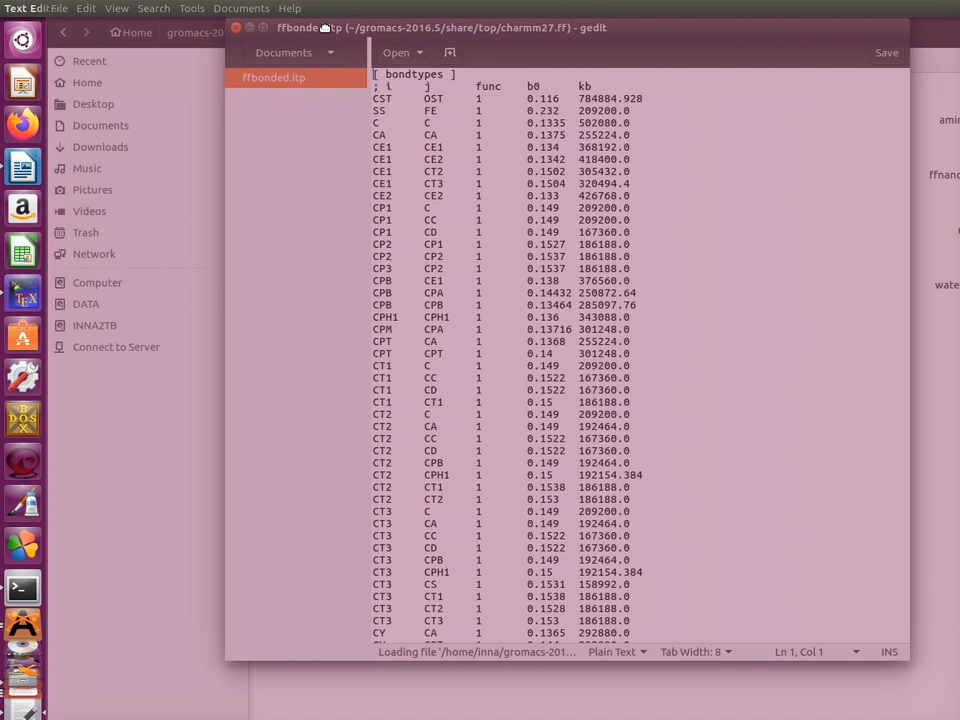 Text EditFile Edit View Search Tools Documents Help
Home gromacs-20
ffbonde tp (~/gromacs-2016.5/share/top/charmm27.ff) - gedit
Documents Open Save
ffbonded.itp
Recent
Home
Desktop
Documents
Downloads
Music
Pictures
Videos
Trash
Network
Computer
DATA
INNA2TB
Connect to Server
[ bondtypes ]
; i j func b0 kb
CST OST 1 0.116 784884.928
SS FE 1 0.232 209200.0
C C 1 0.1335 502080.0
CA CA 1 0.1375 255224.0
CE1 CE1 1 0.134 368192.0
CE1 CE2 1 0.1342 418400.0
CE1 CT2 1 0.1502 305432.0
CE1 CT3 1 0.1504 320494.4
CE2 CE2 1 0.133 426768.0
CP1 C 1 0.149 209200.0
CP1 CC 1 0.149 209200.0
CP1 CD 1 0.149 167360.0
CP2 CP1 1 0.1527 186188.0
CP2 CP2 1 0.1537 186188.0
CP3 CP2 1 0.1537 186188.0
CPB CE1 1 0.138 376560.0
CPB CPA 1 0.14432 250872.64
CPB CPB 1 0.13464 285097.76
CPH1 CPH1 1 0.136 343088.0
CPM CPA 1 0.13716 301248.0
CPT CA 1 0.1368 255224.0
CPT CPT 1 0.14 301248.0
CT1 C 1 0.149 209200.0
CT1 CC 1 0.1522 167360.0
CT1 CD 1 0.1522 167360.0
CT1 CT1 1 0.15 186188.0
CT2 C 1 0.149 209200.0
CT2 CA 1 0.149 192464.0
CT2 CC 1 0.1522 167360.0
CT2 CD 1 0.1522 167360.0
CT2 CPB 1 0.149 192464.0
CT2 CPH1 1 0.15 192154.384
CT2 CT1 1 0.1538 186188.0
CT2 CT2 1 0.153 186188.0
CT3 C 1 0.149 209200.0
CT3 CA 1 0.149 192464.0
CT3 CC 1 0.1522 167360.0
CT3 CD 1 0.1522 167360.0
CT3 CPB 1 0.149 192464.0
CT3 CPH1 1 0.15 192154.384
CT3 CS 1 0.1531 158992.0
CT3 CT1 1 0.1538 186188.0
CT3 CT2 1 0.1528 186188.0
CT3 CT3 1 0.153 186188.0
CY CA 1 0.1365 292880.0
Loading file '/home/inna/gromacs-201... Plain Text Tab Width: 8 Ln 1, Col 1 INS
amin
ffnano
wate